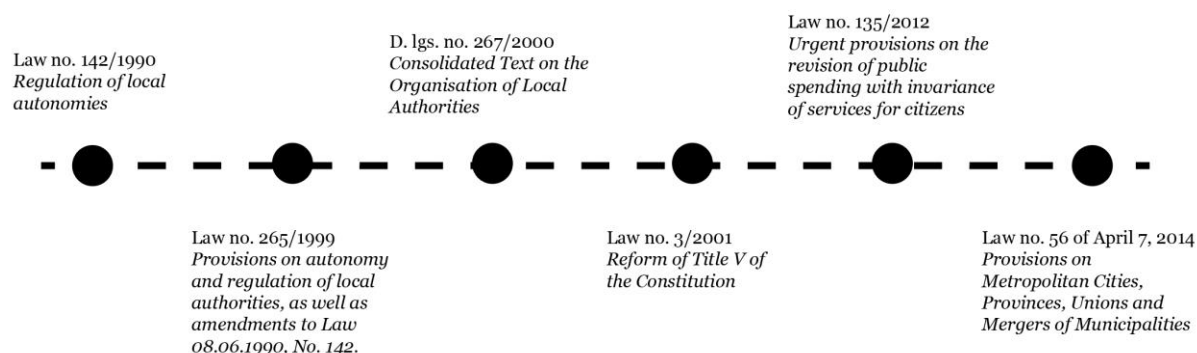 Law no. 142/1990
Regulation of local
autonomies
Law no. 265/1999
Provisions on autonomy
and regulation of local
authorities, as well as
amendments to Law
08.06.1990, No. 142.
D. lgs. no. 267/2000
Consolidated Text on the
Organisation of Local
Authorities
Law no. 3/2001
Reform of Title V of
the Constitution
Law no. 135/2012
Urgent provisions on the
revision of public
spending with invariance
of services for citizens
Law no. 56 of April 7, 2014
Provisions on
Metropolitan Cities,
Provinces, Unions and
Mergers of Municipalities